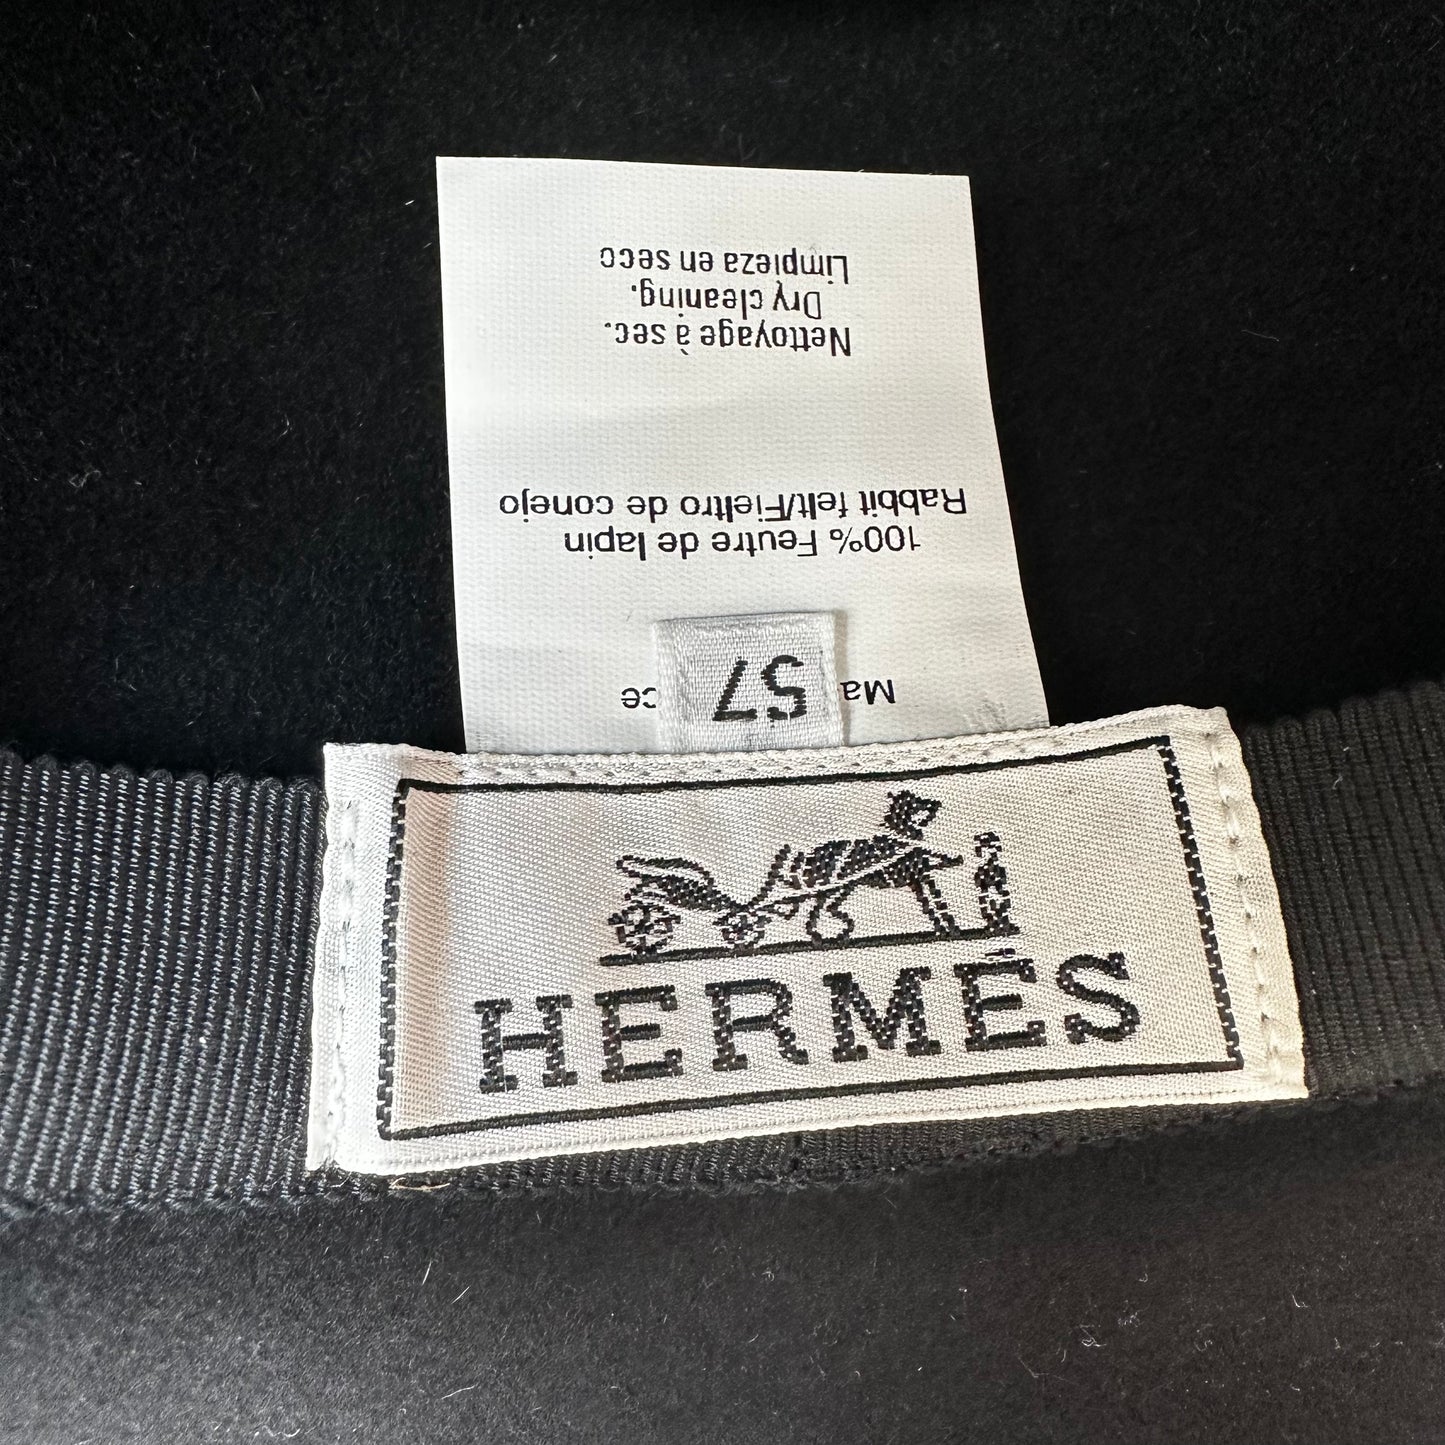 HERMÈS
57
100% Feutre de lapin
Rabbit felt/Fieltro de conejo
Nettoyage à sec.
Dry cleaning.
Limpieza en seco